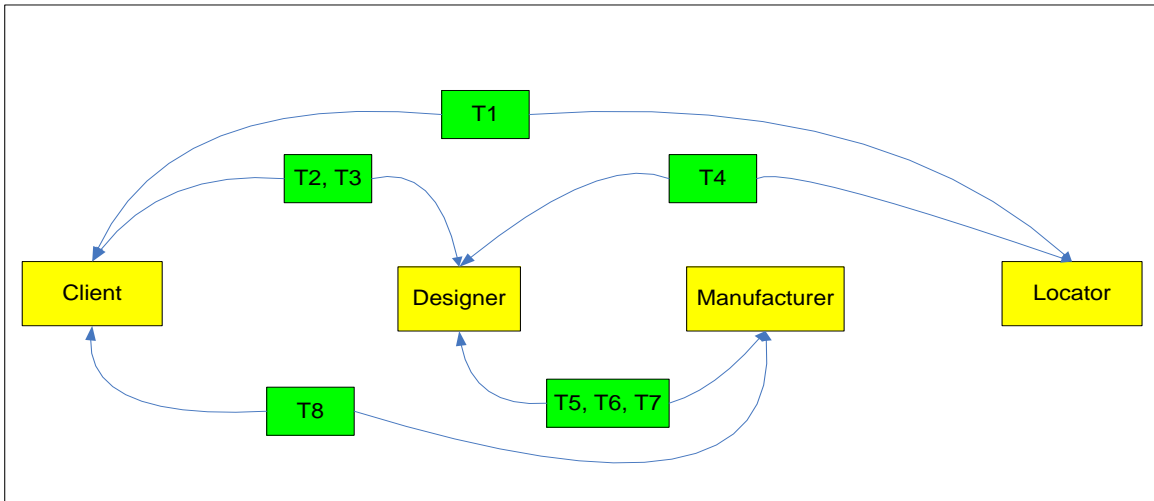 T1
T2, T3
T4
Client
Designer
Manufacturer
Locator
T8
T5, T6, T7